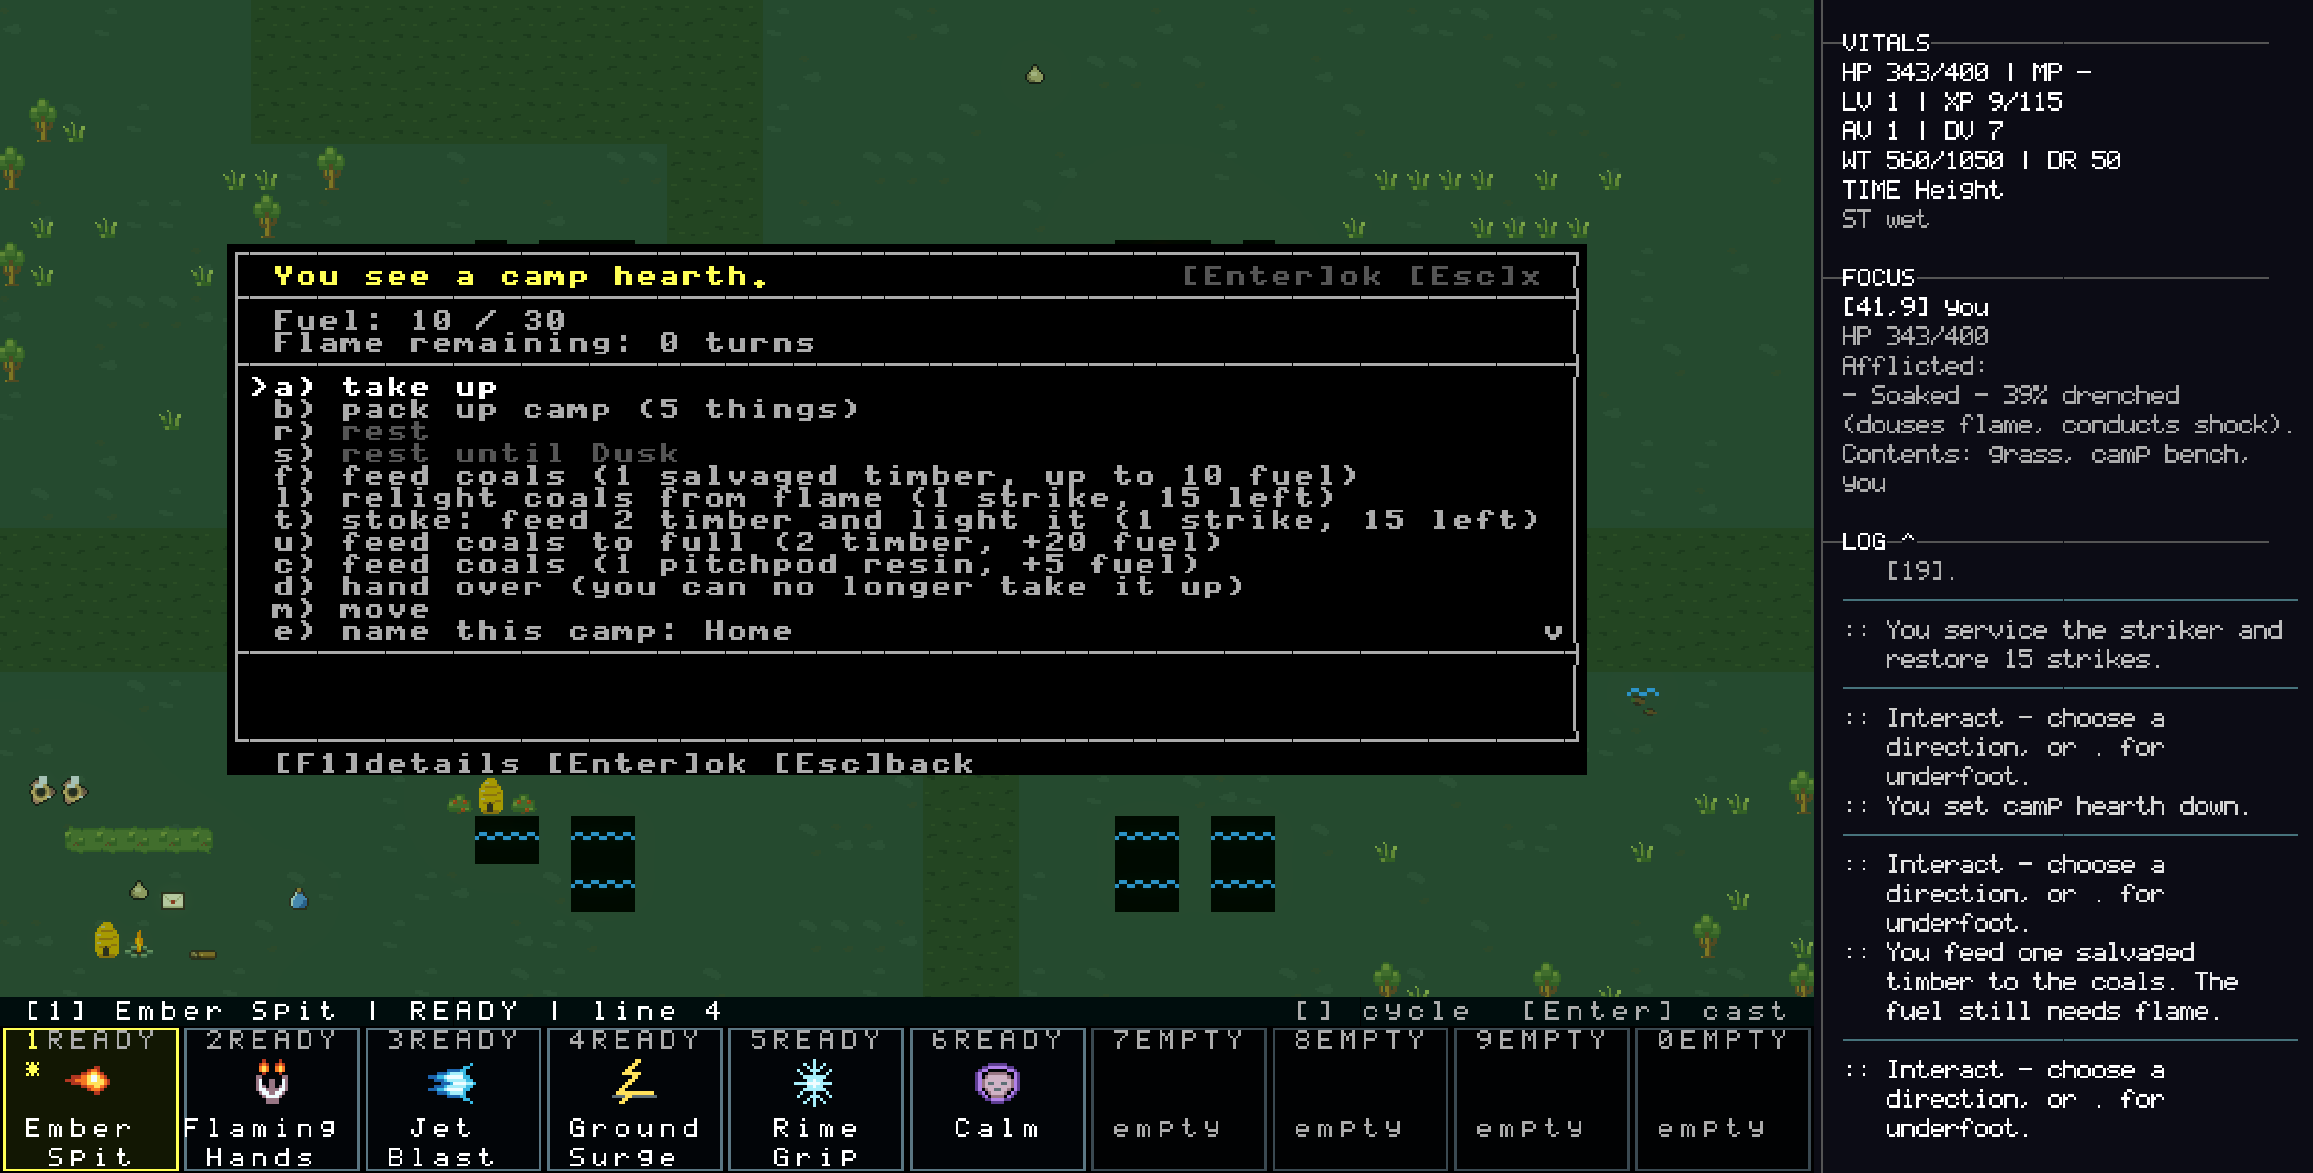 You see a camp hearth. [Enter]ok [Esc]x
Fuel: 10 / 30
Flame remaining: 0 turns
>a) take up
b) pack up camp (5 things)
r) rest
s) rest until Dusk
f) feed coals (1 salvaged timber, up to 10 fuel)
l) relight coals from flame (1 strike, 15 left)
t) stoke: feed 2 timber and light it (1 strike, 15 left)
u) feed coals to full (2 timber, +20 fuel)
c) feed coals (1 pitchpod resin, +5 fuel)
d) hand over (you can no longer take it up)
m) move
e) name this camp: Home v
[F1]details [Enter]ok [Esc]back
[1] Ember Spit | READY | line 4 [] cycle [Enter] cast
1READY 2READY 3READY 4READY 5READY 6READY 7EMPTY 8EMPTY 9EMPTY 0EMPTY
Ember Flaming Jet Ground Rime Calm empty empty empty empty
Spit Hands Blast Surge Grip
VITALS
HP 343/400 | MP -
LV 1 | XP 9/115
AV 1 | DV 7
WT 560/1050 | DR 50
TIME Height
ST wet
FOCUS
[41,9] You
HP 343/400
Afflicted:
- Soaked - 39% drenched
(douses flame, conducts shock).
Contents: grass, camp bench,
you
LOG ^
[19].
:: You service the striker and
restore 15 strikes.
:: Interact - choose a
direction, or . for
underfoot.
:: You set camp hearth down.
:: Interact - choose a
direction, or . for
underfoot.
:: You feed one salvaged
timber to the coals. The
fuel still needs flame.
:: Interact - choose a
direction, or . for
underfoot.